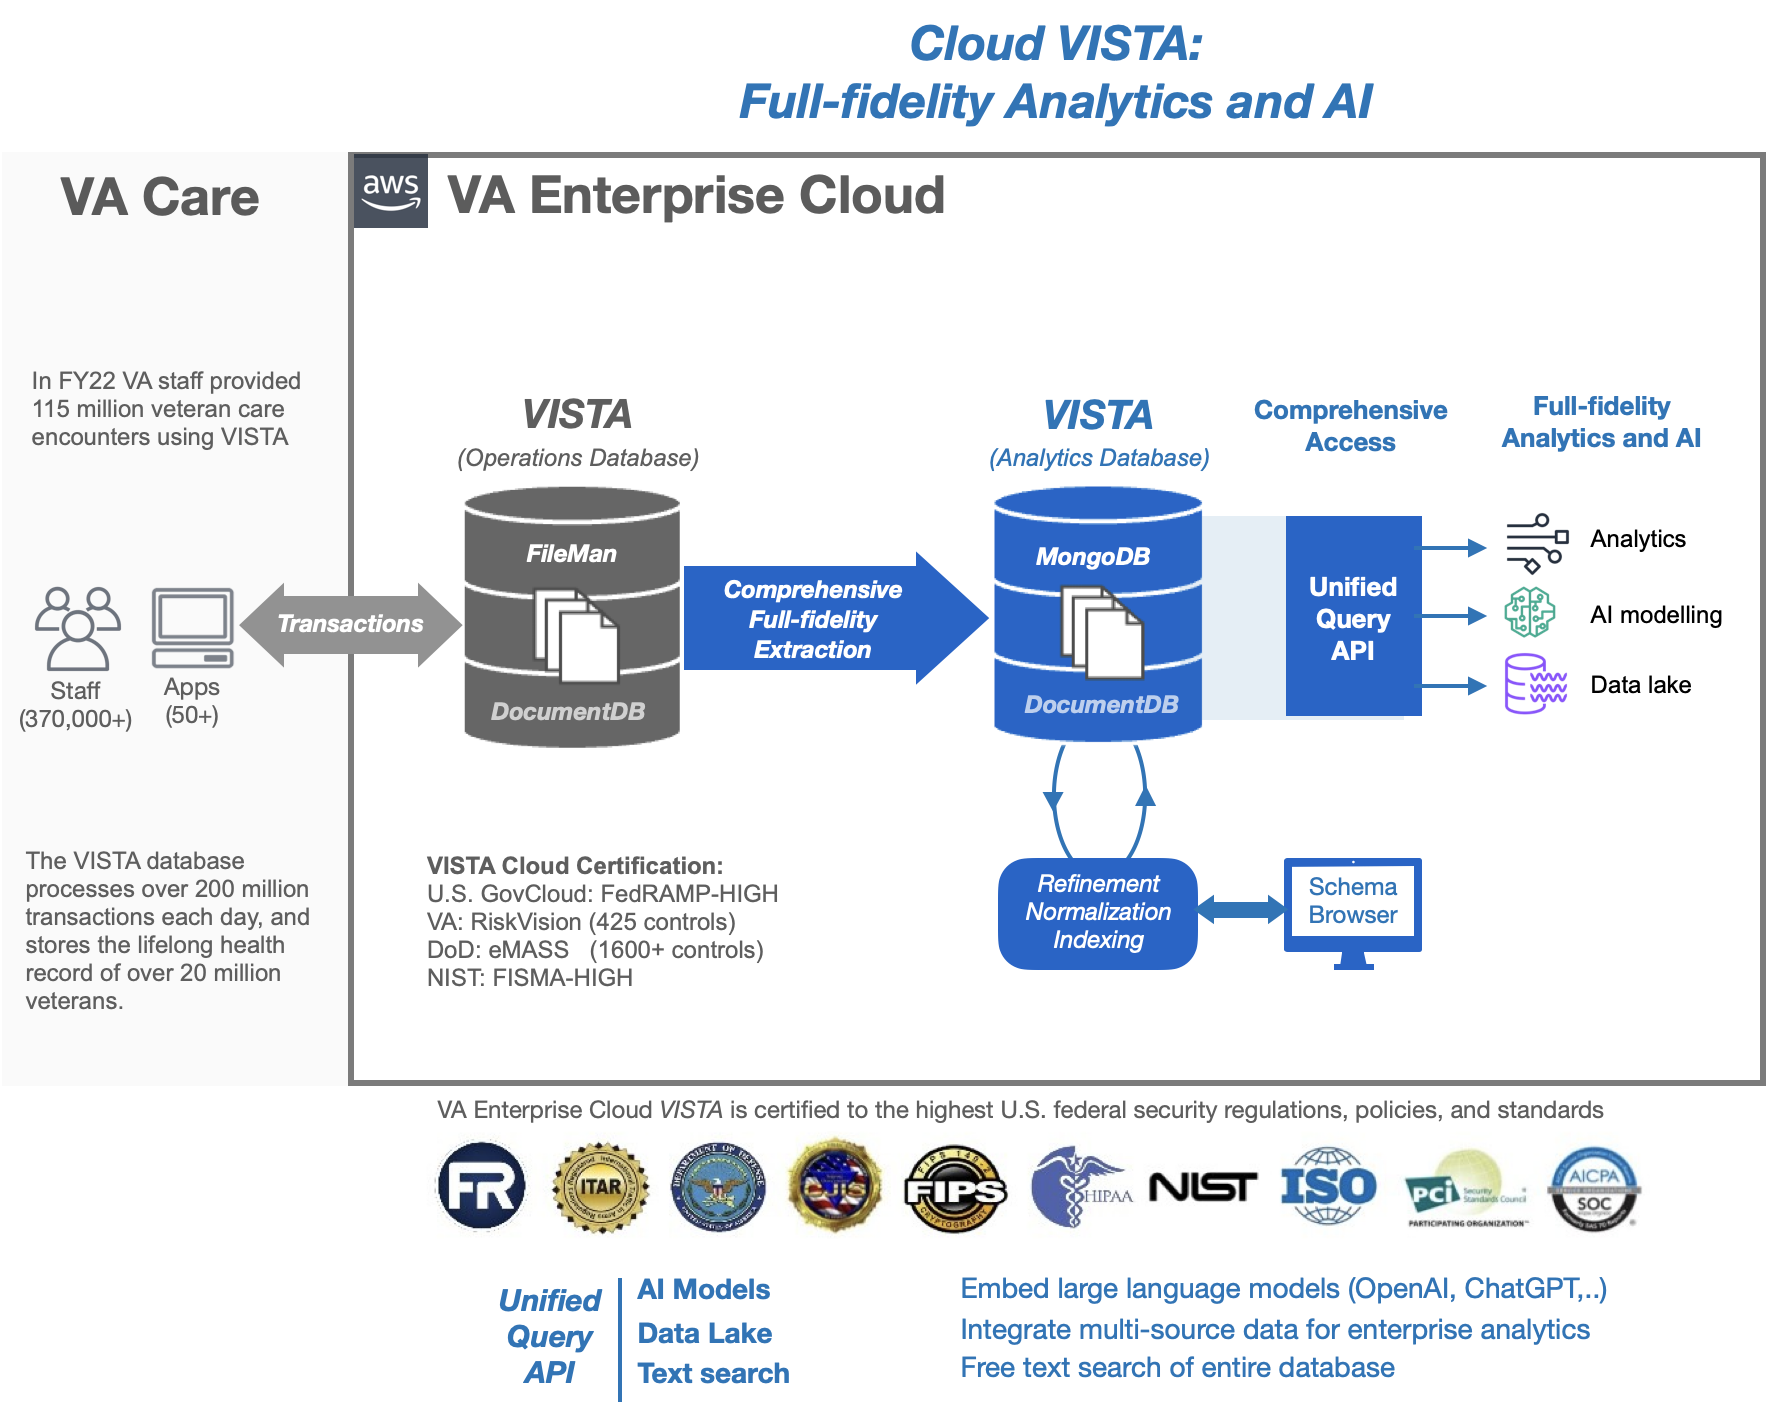 Cloud VISTA:
Full-fidelity Analytics and AI
VA Care
aws
VA Enterprise Cloud
In FY22 VA staff provided
115 million veteran care
encounters using VISTA
Staff
(370,000+)
Apps
(50+)
Transactions
The VISTA database
processes over 200 million
transactions each day, and
stores the lifelong health
record of over 20 million
veterans.
VISTA
(Operations Database)
FileMan
DocumentDB
Comprehensive
Full-fidelity
Extraction
VISTA
(Analytics Database)
MongoDB
DocumentDB
Comprehensive
Access
Unified
Query
API
Full-fidelity
Analytics and AI
Analytics
AI modelling
Data lake
VISTA Cloud Certification:
U.S. GovCloud: FedRAMP-HIGH
VA: RiskVision (425 controls)
DoD: eMASS (1600+ controls)
NIST: FISMA-HIGH
Refinement
Normalization
Indexing
Schema
Browser
VA Enterprise Cloud VISTA is certified to the highest U.S. federal security regulations, policies, and standards
FR
ITAR
DEPARTMENT OF DEFENSE
CJIS
FIPS 140-2
FIPS
CRYPTOGRAPHY
HIPAA
NIST
ISO
pci
Security
Standards Council
PARTICIPATING ORGANIZATION
AICPA
SOC
Unified
Query
API
AI Models
Data Lake
Text search
Embed large language models (OpenAI, ChatGPT,..)
Integrate multi-source data for enterprise analytics
Free text search of entire database